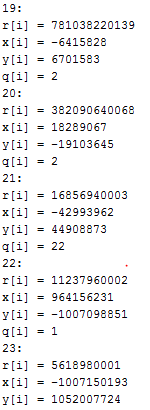 19:
r[i] = 781038220139
x[i] = -6415828
y[i] = 6701583
q[i] = 2
20:
r[i] = 382090640068
x[i] = 18289067
y[i] = -19103645
q[i] = 2
21:
r[i] = 16856940003
x[i] = -42993962
y[i] = 44908873
q[i] = 22
22:
r[i] = 11237960002
x[i] = 964156231
y[i] = -1007098851
q[i] = 1
23:
r[i] = 5618980001
x[i] = -1007150193
y[i] = 1052007724